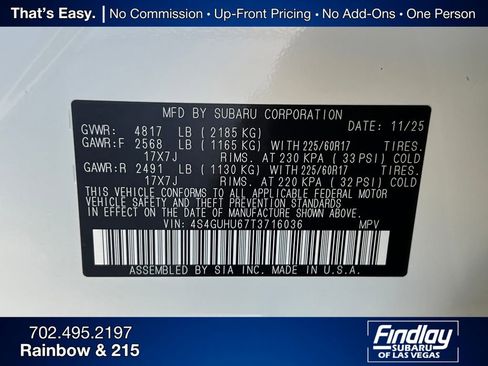 That's Easy. | No Commission • Up-Front Pricing • No Add-Ons • One Person
MFD BY SUBARU CORPORATION
GVWR: 4817 LB (2185 KG) DATE: 11/25
GAWR:F 2568 LB (1165 KG) WITH 225/60R17 TIRES.
17X7J RIMS. AT 230 KPA (33 PSI) COLD
GAWR:R 2491 LB (1130 KG) WITH 225/60R17 TIRES.
17X7J RIMS. AT 220 KPA (32 PSI) COLD
THIS VEHICLE CONFORMS TO ALL APPLICABLE
FEDERAL MOTOR VEHICLE SAFETY, BUMPER, AND
THEFT PREVENTION STANDARDS IN EFFECT ON
THE DATE OF MANUFACTURE SHOWN ABOVE.
VIN: 4S4GUHU67T3716036 MPV
ASSEMBLED BY SIA INC. MADE IN U.S.A.
702.495.2197
Rainbow & 215
Findlay
SUBARU
OF LAS VEGAS